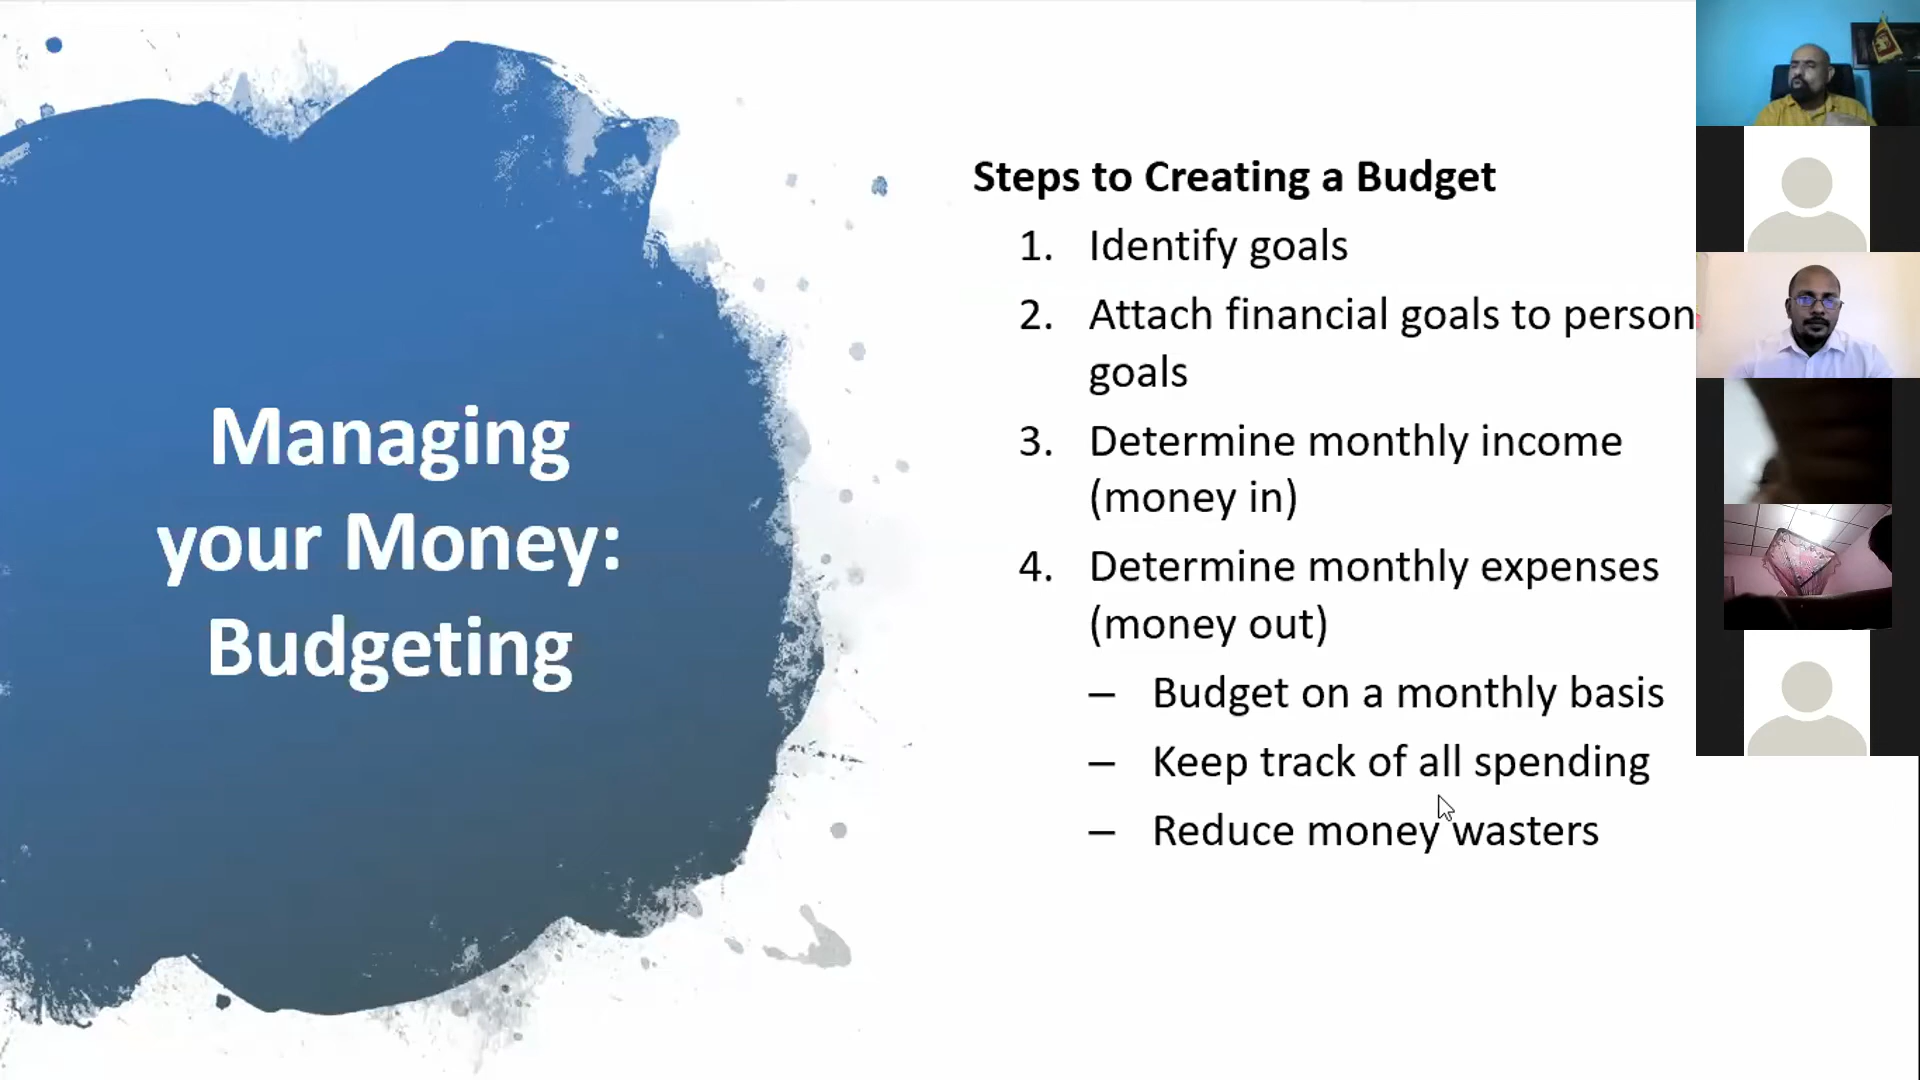 Managing
your Money:
Budgeting
Steps to Creating a Budget
1. Identify goals
2. Attach financial goals to person
goals
3. Determine monthly income
(money in)
4. Determine monthly expenses
(money out)
– Budget on a monthly basis
– Keep track of all spending
– Reduce money wasters